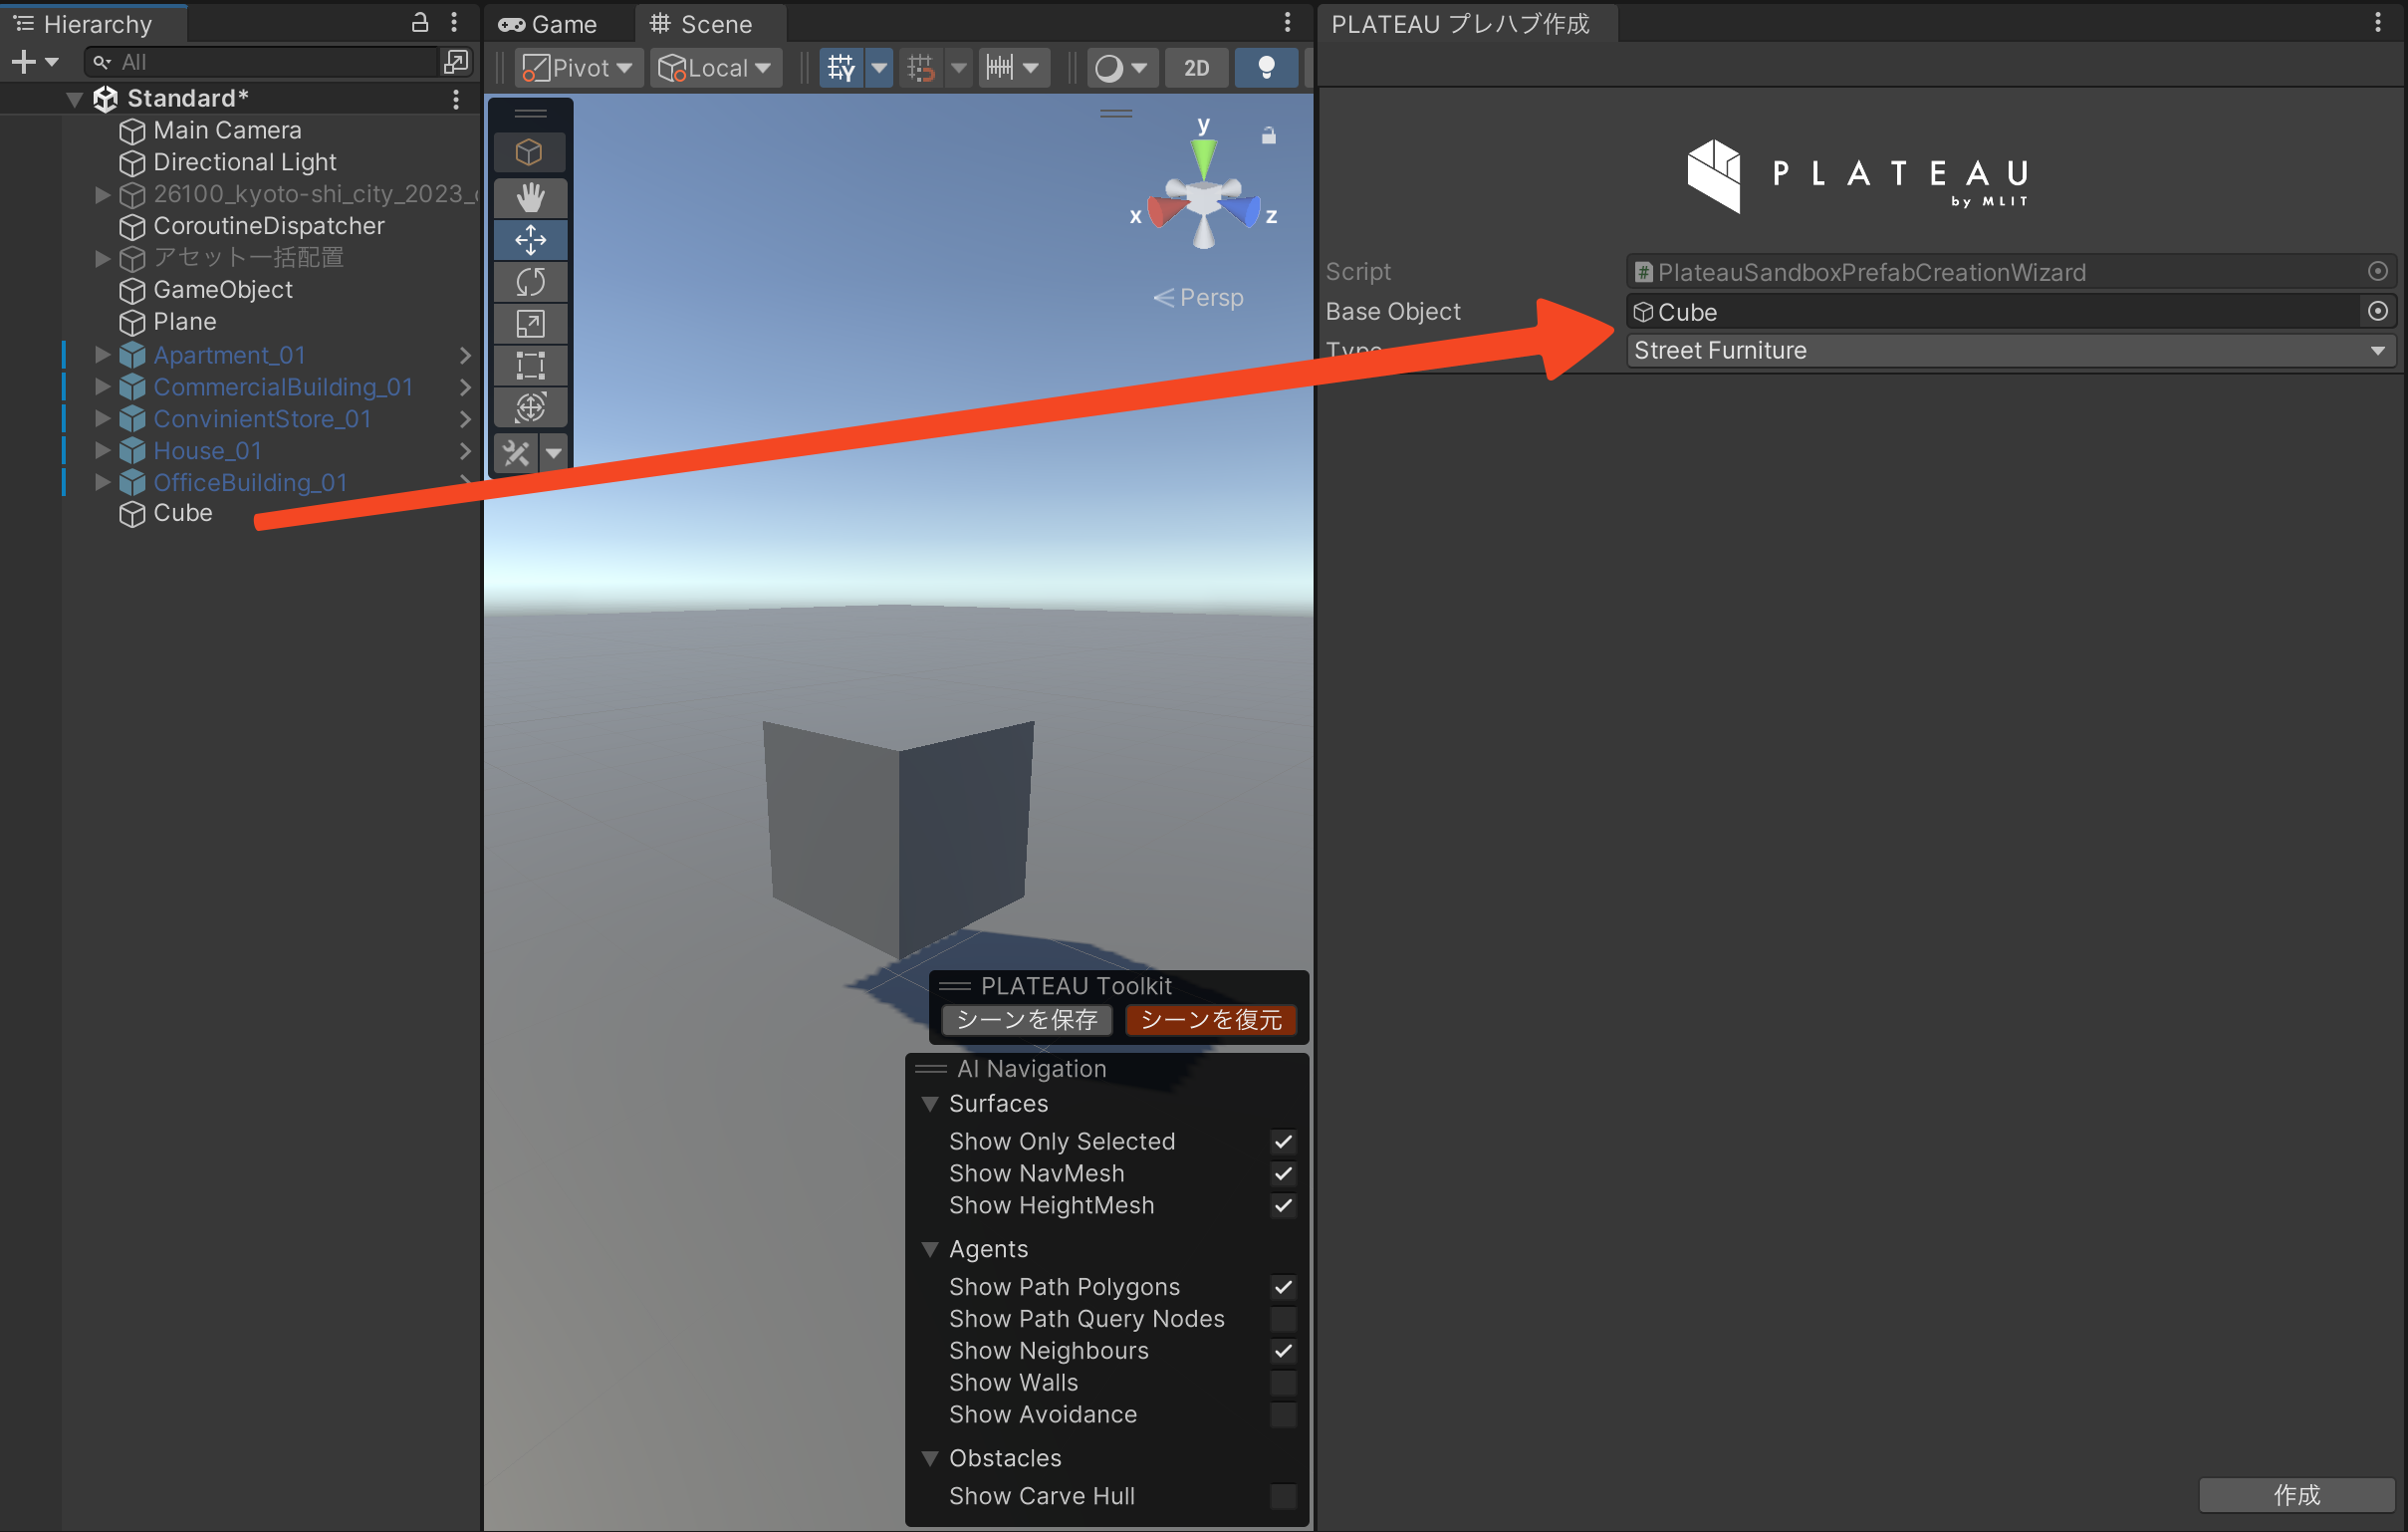 Hierarchy
All
Standard*
Main Camera
Directional Light
26100_kyoto-shi_city_2023_
CoroutineDispatcher
アセット一括配置
GameObject
Plane
Apartment_01
CommercialBuilding_01
ConvinientStore_01
House_01
OfficeBuilding_01
Cube
Game
Scene
Pivot
Local
2D
y
x
z
Persp
PLATEAU Toolkit
シーンを保存
シーンを復元
AI Navigation
Surfaces
Show Only Selected
Show NavMesh
Show HeightMesh
Agents
Show Path Polygons
Show Path Query Nodes
Show Neighbours
Show Walls
Show Avoidance
Obstacles
Show Carve Hull
PLATEAU プレハブ作成
PLATEAU
by MLIT
Script
# PlateauSandboxPrefabCreationWizard
Base Object
Cube
Type
Street Furniture
作成